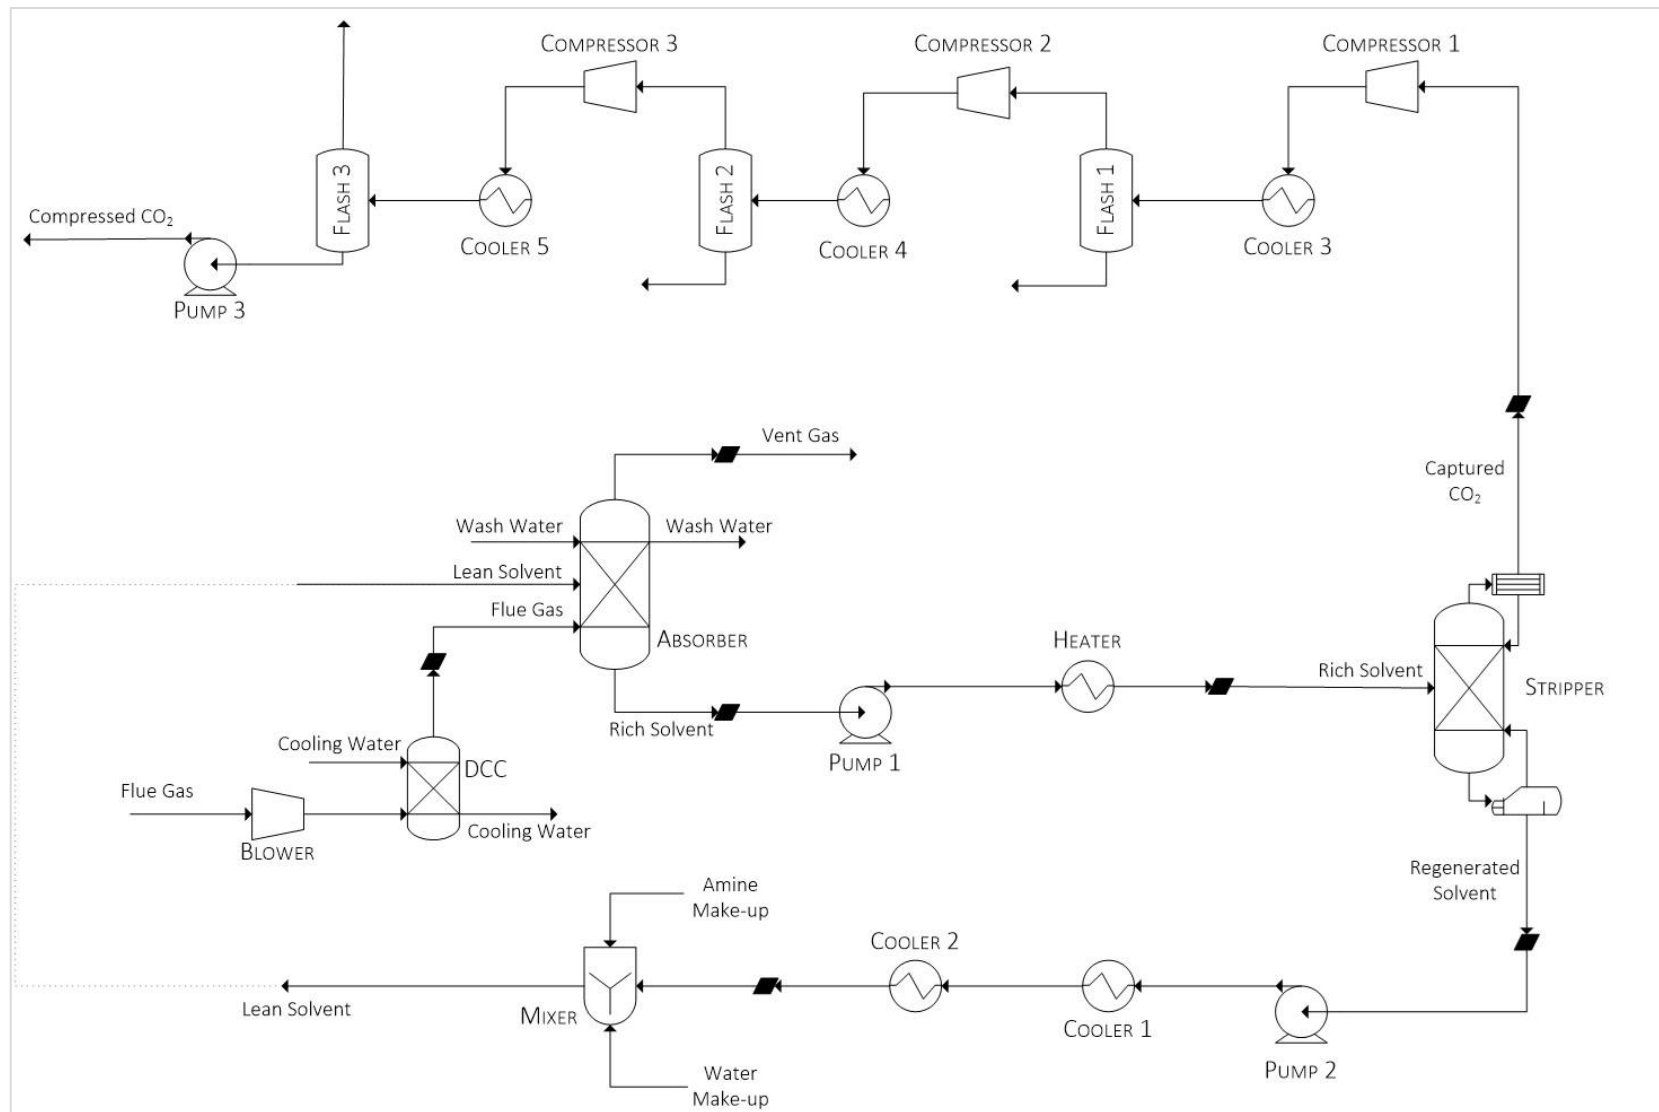 COMPRESSOR 3
COMPRESSOR 2
COMPRESSOR 1
FLASH 3
FLASH 2
FLASH 1
Compressed CO₂
COOLER 5
COOLER 4
COOLER 3
PUMP 3
Vent Gas
Captured
CO₂
Wash Water
Wash Water
Lean Solvent
Flue Gas
ABSORBER
HEATER
Rich Solvent
STRIPPER
Rich Solvent
Cooling Water
DCC
PUMP 1
Flue Gas
Cooling Water
BLOWER
Regenerated
Solvent
Amine
Make-up
COOLER 2
Lean Solvent
MIXER
COOLER 1
PUMP 2
Water
Make-up